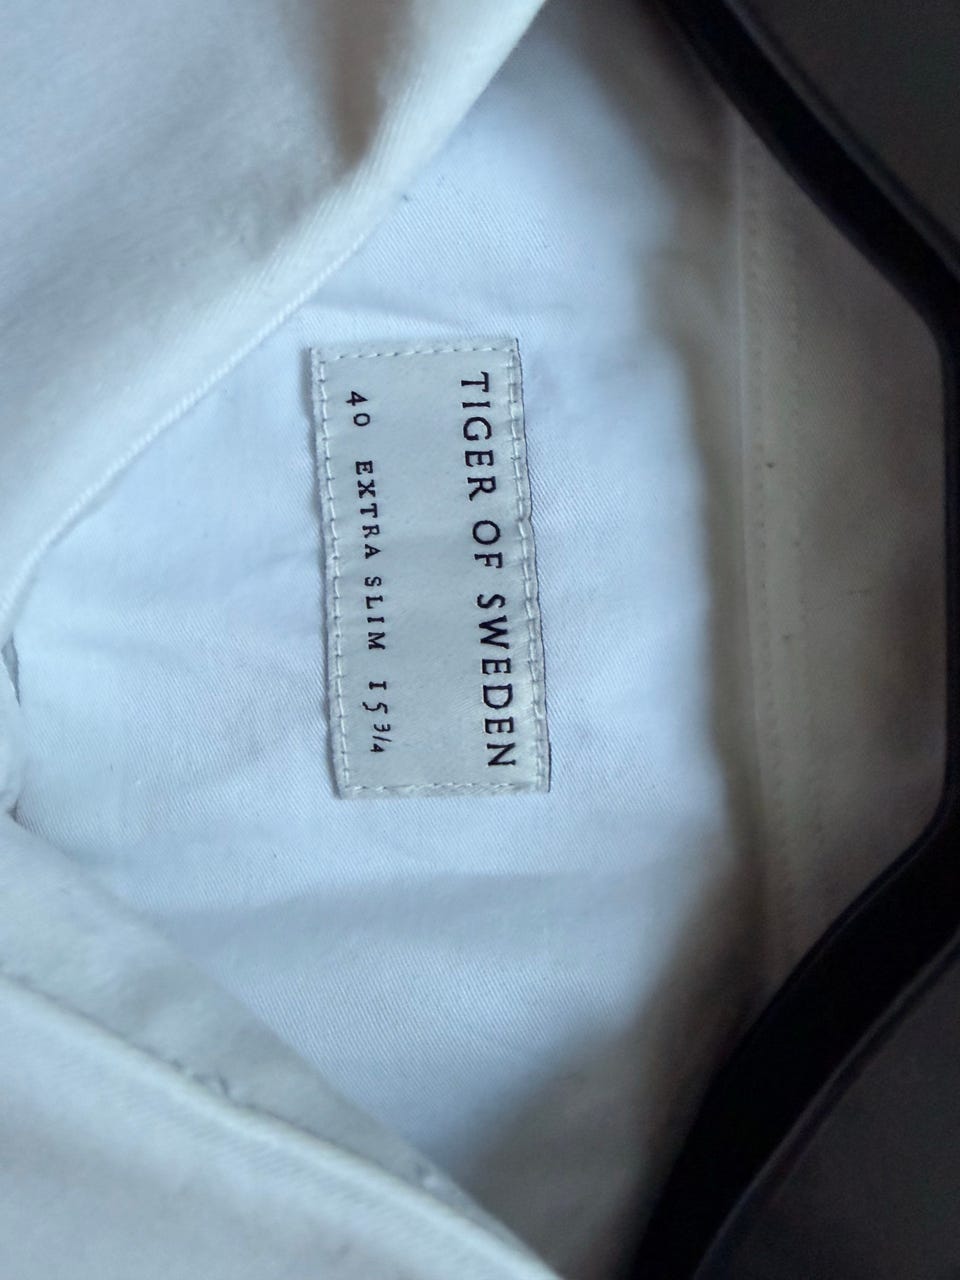 TIGER OF SWEDEN
40 EXTRA SLIM 15 3/4